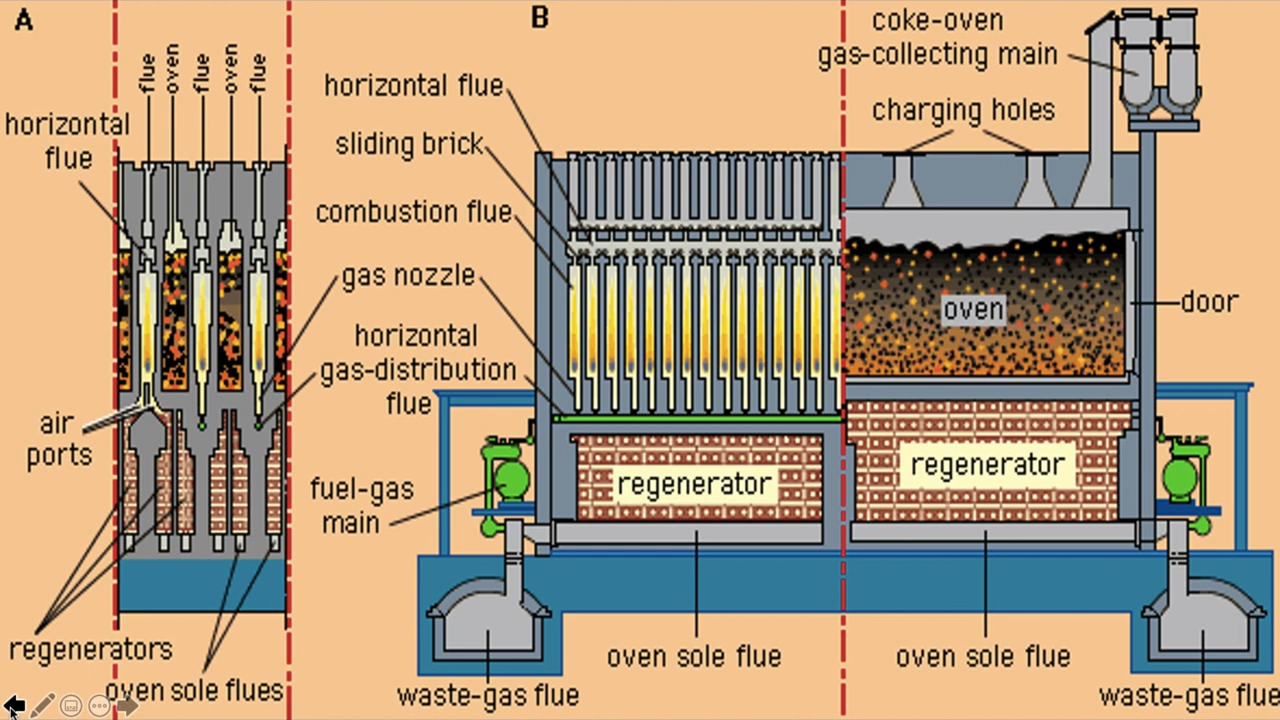 A
flue
oven
flue
oven
flue
horizontal
flue
air
ports
regenerators
oven sole flues
B
horizontal flue
sliding brick
combustion flue
gas nozzle
horizontal
gas-distribution
flue
fuel-gas
main
coke-oven
gas-collecting main
charging holes
oven
door
regenerator
regenerator
oven sole flue
oven sole flue
waste-gas flue
waste-gas flue